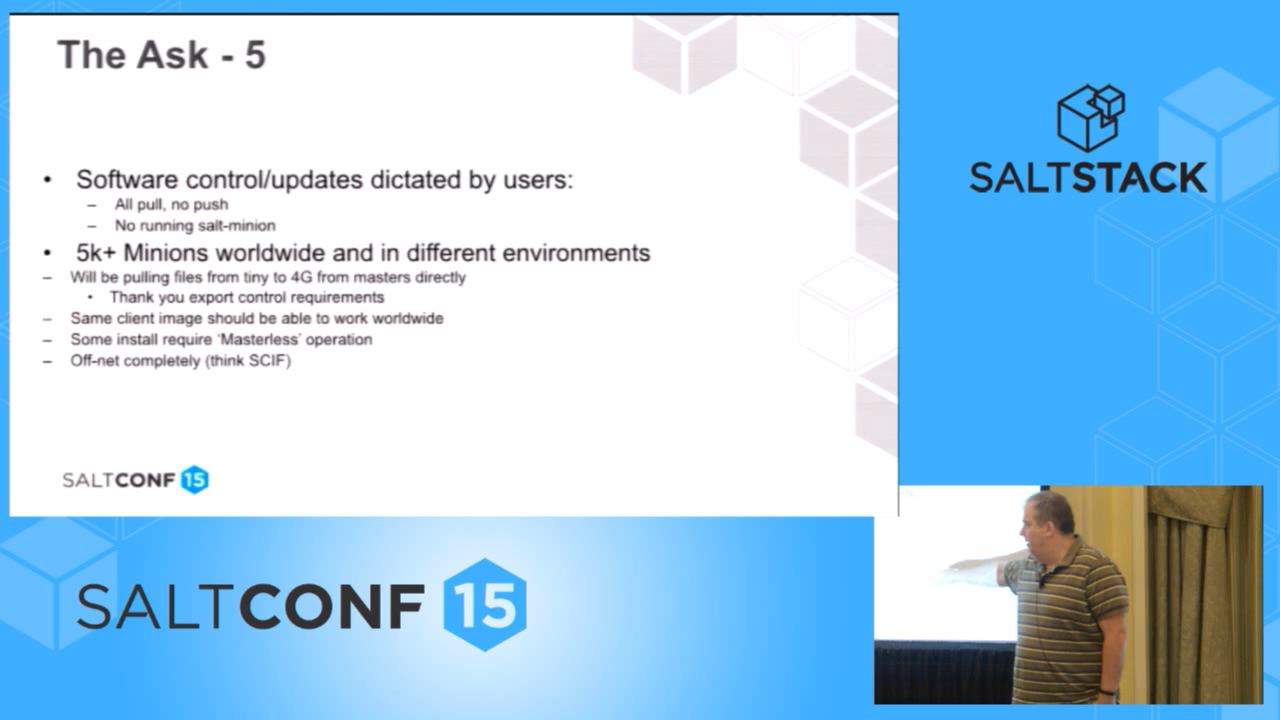 The Ask - 5
• Software control/updates dictated by users:
– All pull, no push
– No running salt-minion
• 5k+ Minions worldwide and in different environments
– Will be pulling files from tiny to 4G from masters directly
• Thank you export control requirements
– Same client image should be able to work worldwide
– Some install require 'Masterless' operation
– Off-net completely (think SCIF)
SALTCONF 15
SALTSTACK
SALTCONF 15